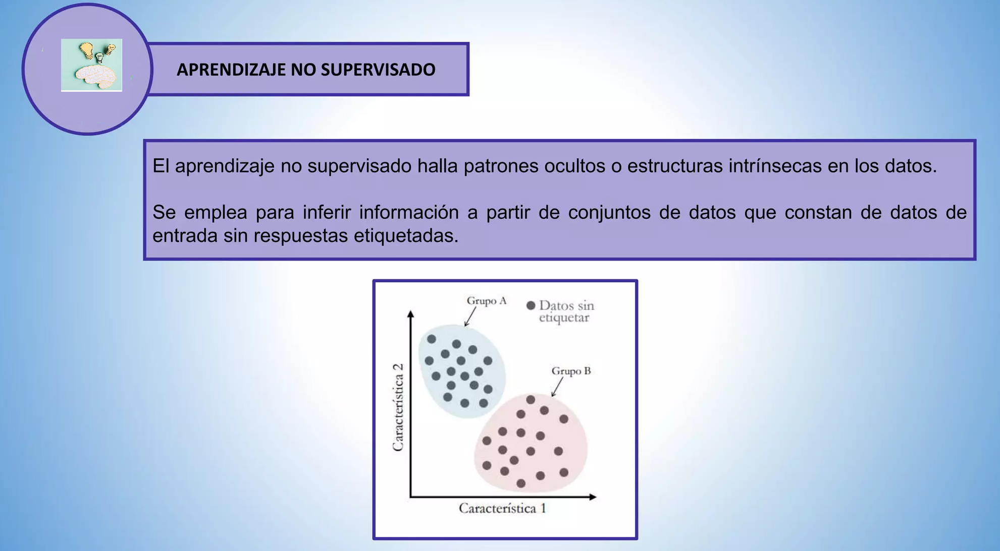 APRENDIZAJE NO SUPERVISADO
El aprendizaje no supervisado halla patrones ocultos o estructuras intrínsecas en los datos.
Se emplea para inferir información a partir de conjuntos de datos que constan de datos de
entrada sin respuestas etiquetadas.
Grupo A
Datos sin
etiquetar
Grupo B
Característica 2
Característica 1